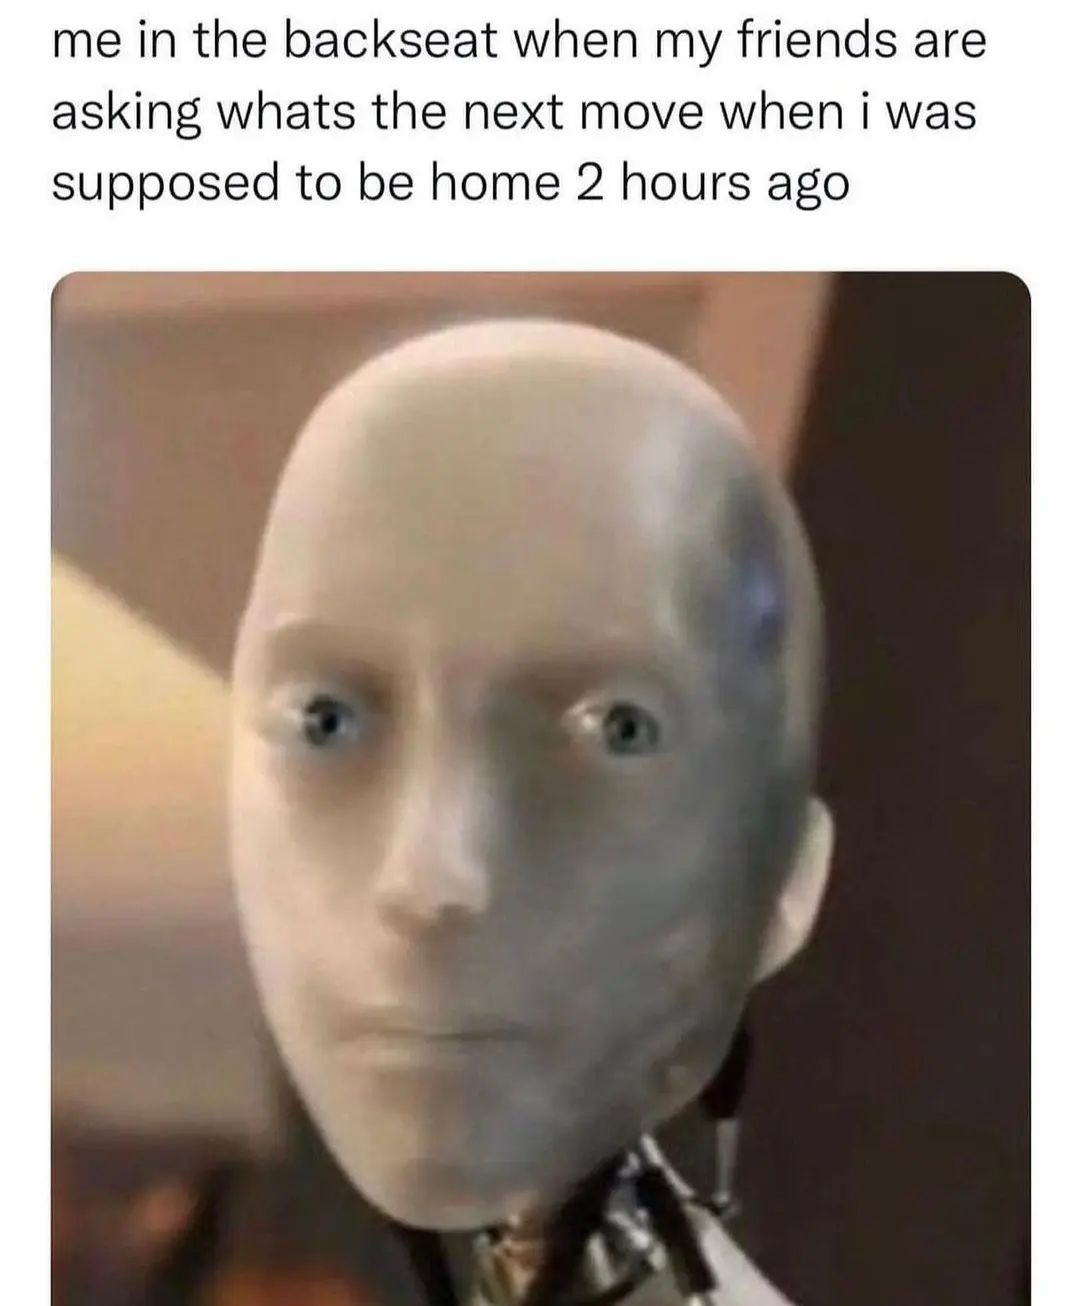 me in the backseat when my friends are
asking whats the next move when i was
supposed to be home 2 hours ago